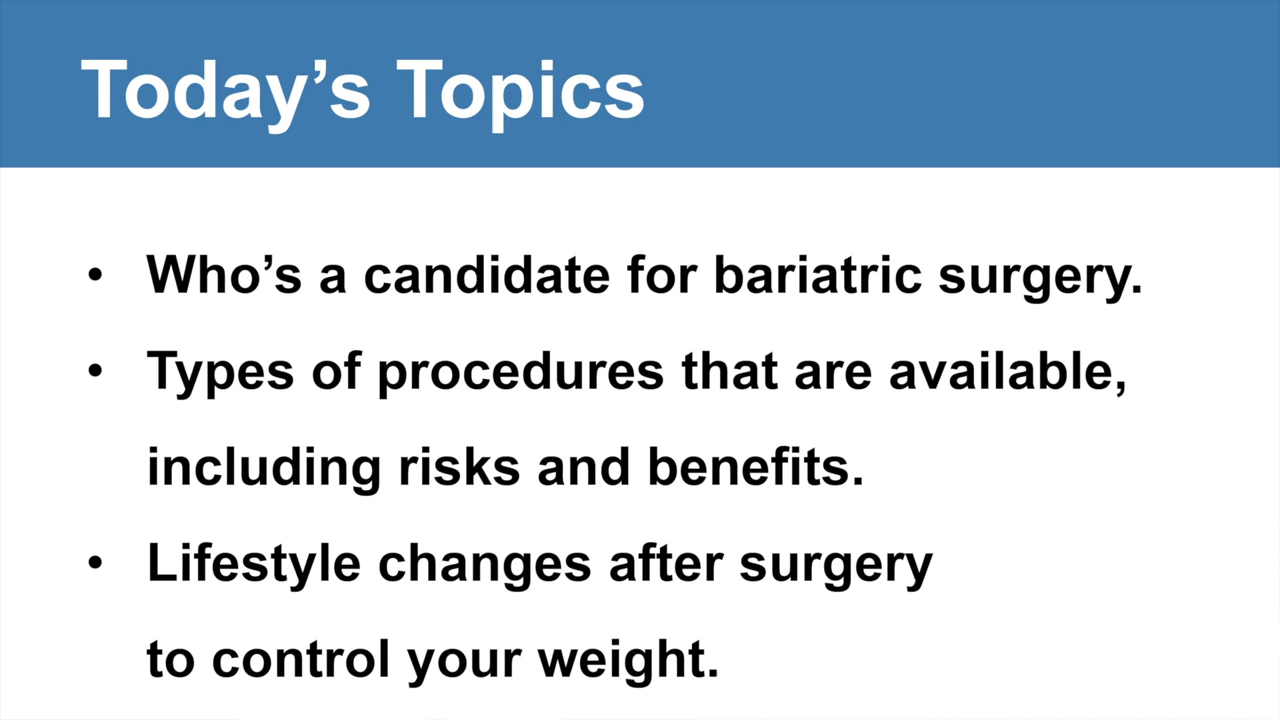 Today’s Topics
• Who’s a candidate for bariatric surgery.
• Types of procedures that are available,
including risks and benefits.
• Lifestyle changes after surgery
to control your weight.